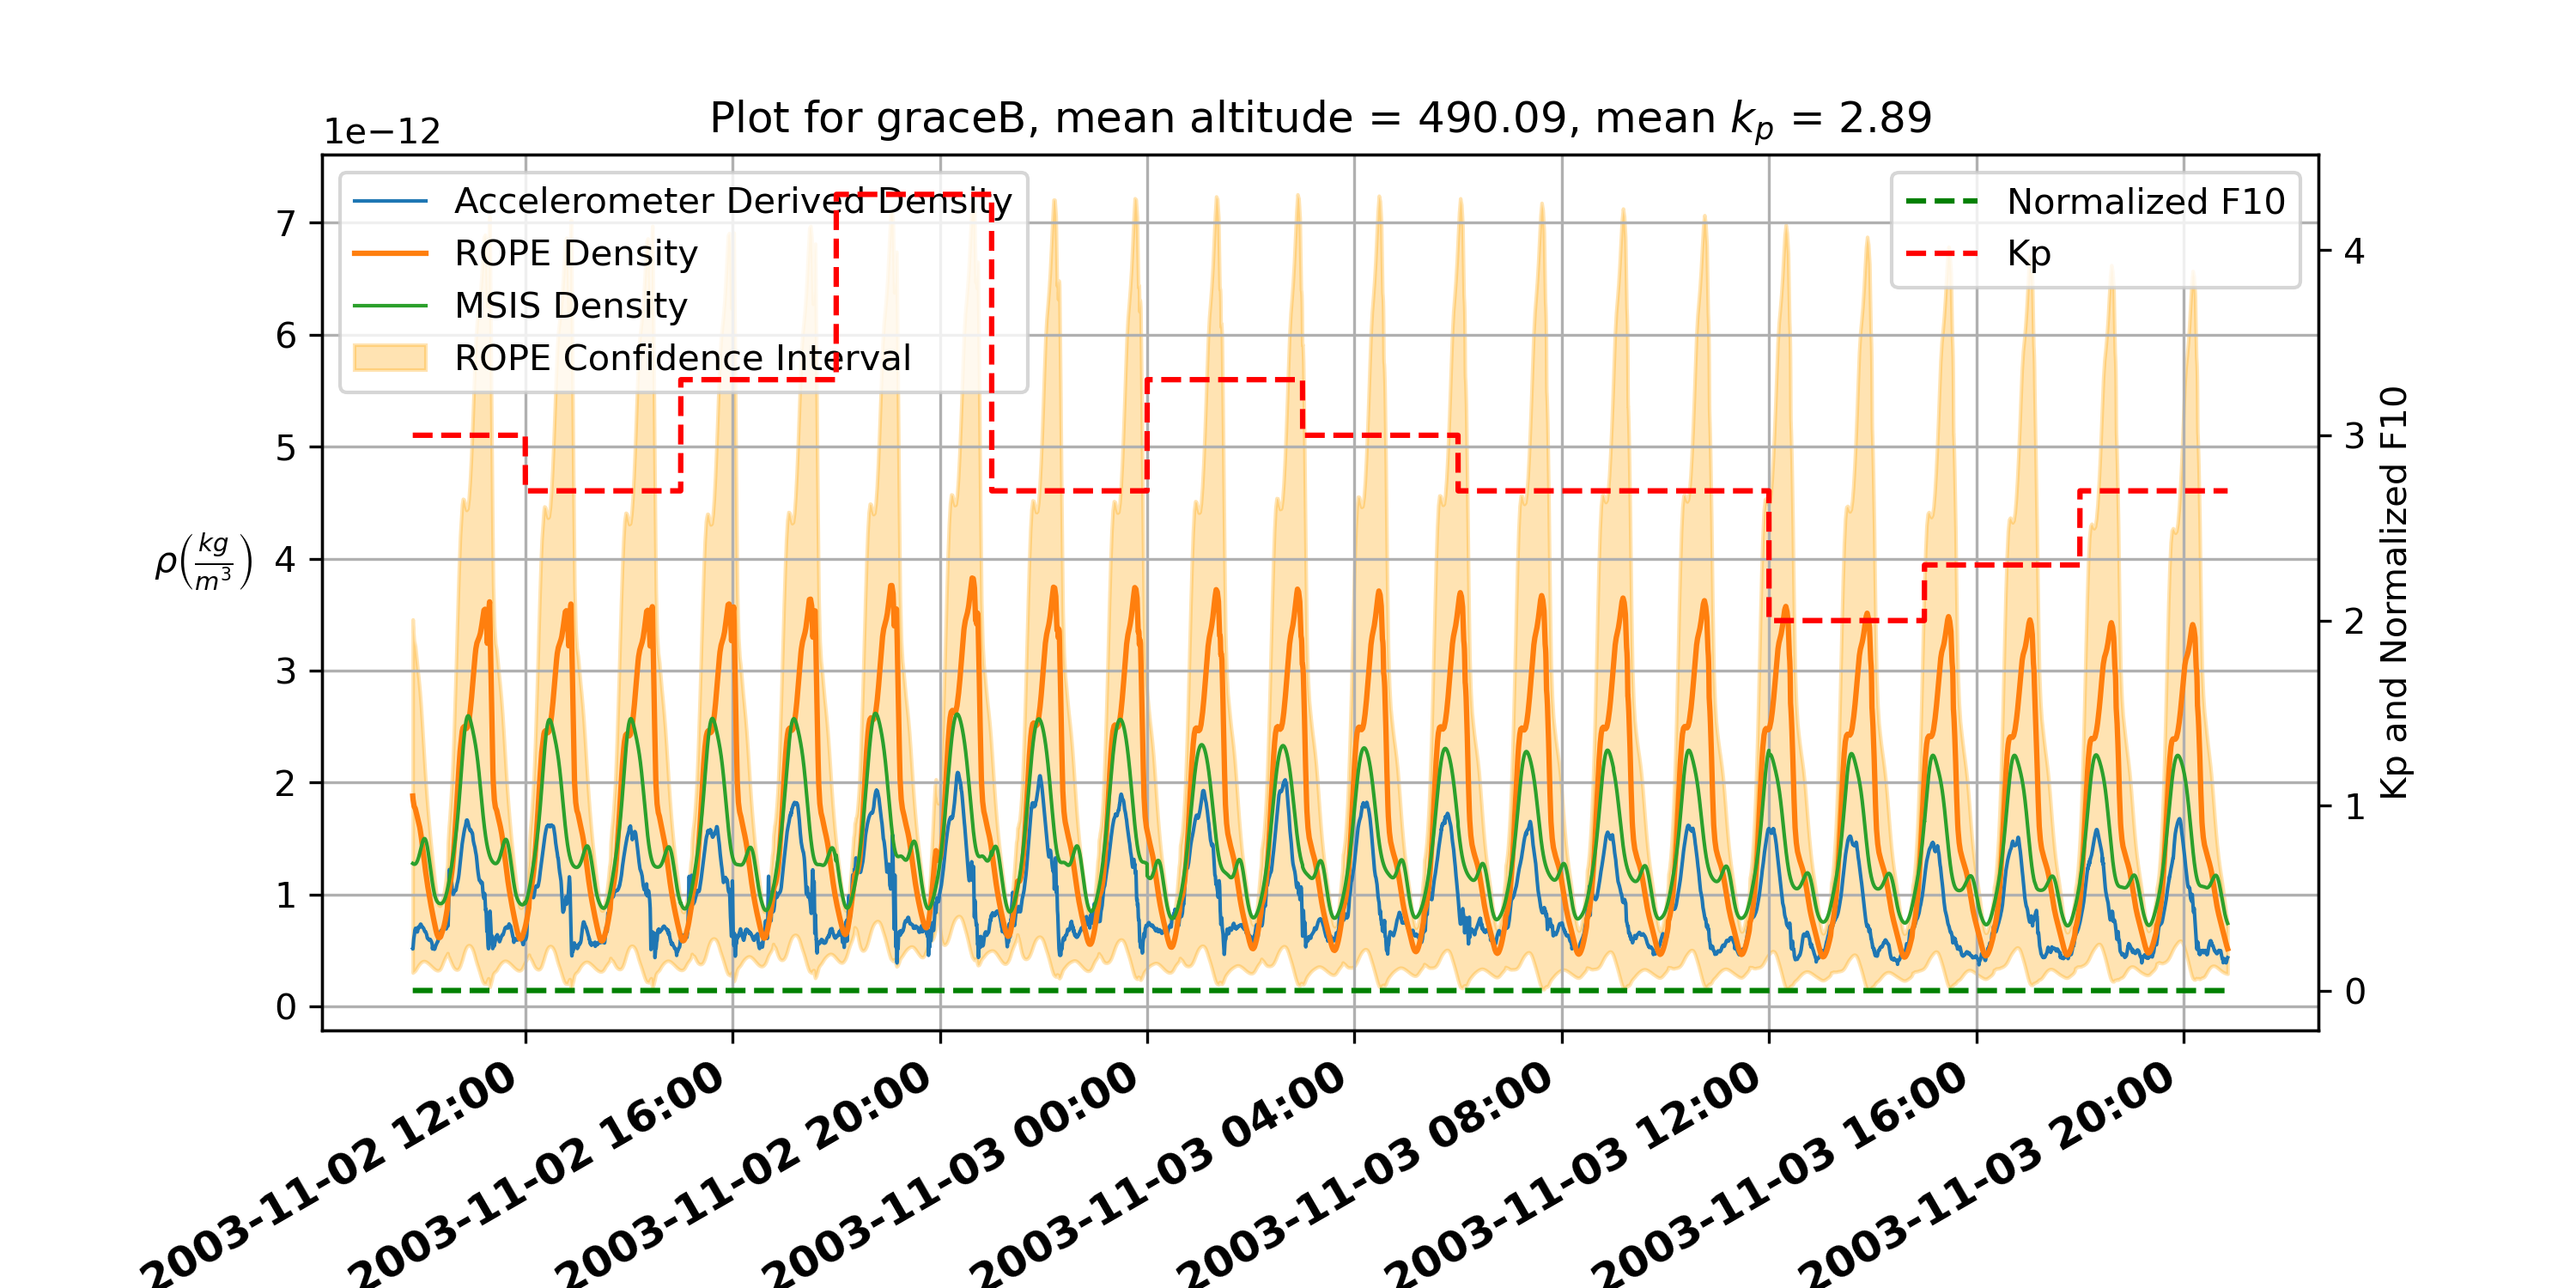 Plot for graceB, mean altitude = 490.09, mean k_p = 2.89
1e−12
Accelerometer Derived Density
ROPE Density
MSIS Density
ROPE Confidence Interval
Normalized F10
Kp
7
6
5
4
3
2
1
0
ρ(kg/m³)
4
3
2
1
0
Kp and Normalized F10
2003-11-02 12:00
2003-11-02 16:00
2003-11-02 20:00
2003-11-03 00:00
2003-11-03 04:00
2003-11-03 08:00
2003-11-03 12:00
2003-11-03 16:00
2003-11-03 20:00